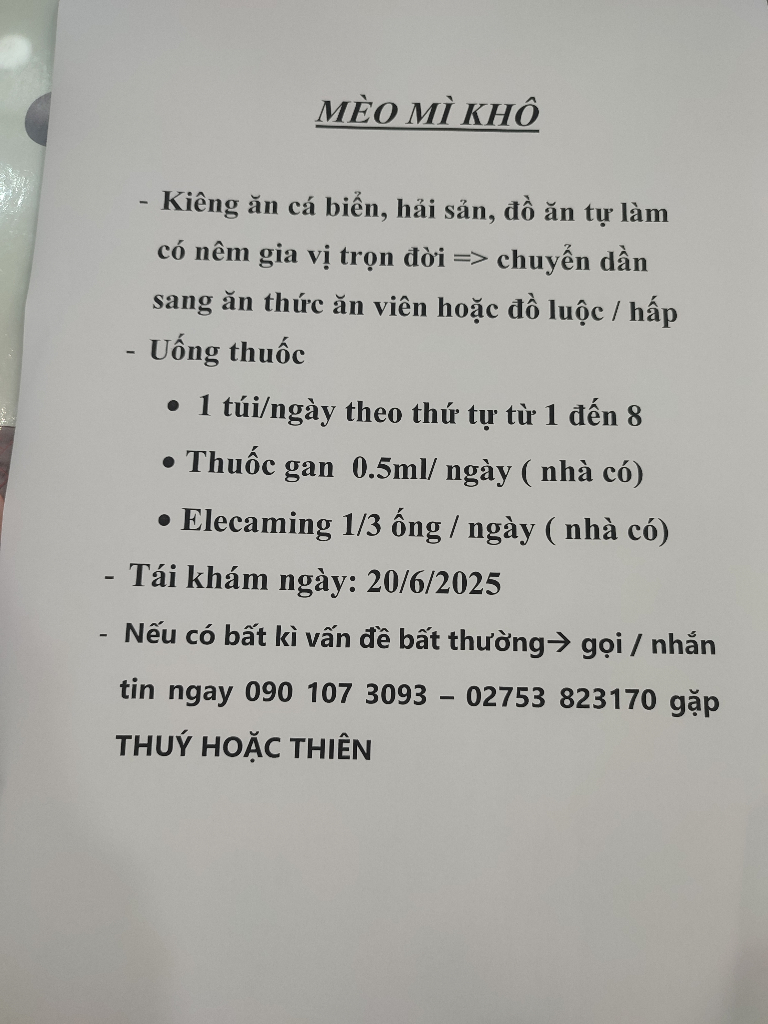 MÈO MÌ KHÔ
- Kiêng ăn cá biển, hải sản, đồ ăn tự làm
có nêm gia vị trọn đời => chuyển dần
sang ăn thức ăn viên hoặc đồ luộc / hấp
- Uống thuốc
• 1 túi/ngày theo thứ tự từ 1 đến 8
• Thuốc gan 0.5ml/ ngày ( nhà có)
• Elecaming 1/3 ống / ngày ( nhà có)
- Tái khám ngày: 20/6/2025
- Nếu có bất kì vấn đề bất thường→ gọi / nhắn
tin ngay 090 107 3093 – 02753 823170 gặp
THUÝ HOẶC THIÊN